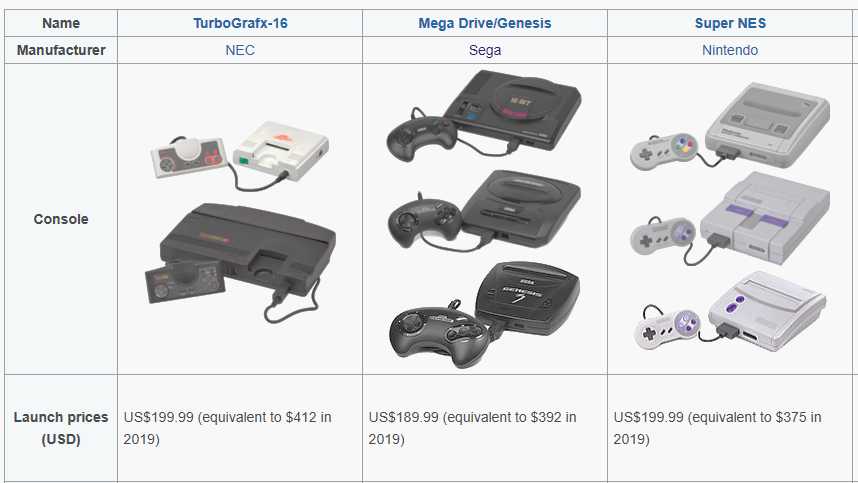 Name TurboGrafx-16 Mega Drive/Genesis Super NES
Manufacturer NEC Sega Nintendo
Console
16-BIT
SEGA
GENESIS
3
Launch prices (USD)
US$199.99 (equivalent to $412 in 2019)
US$189.99 (equivalent to $392 in 2019)
US$199.99 (equivalent to $375 in 2019)